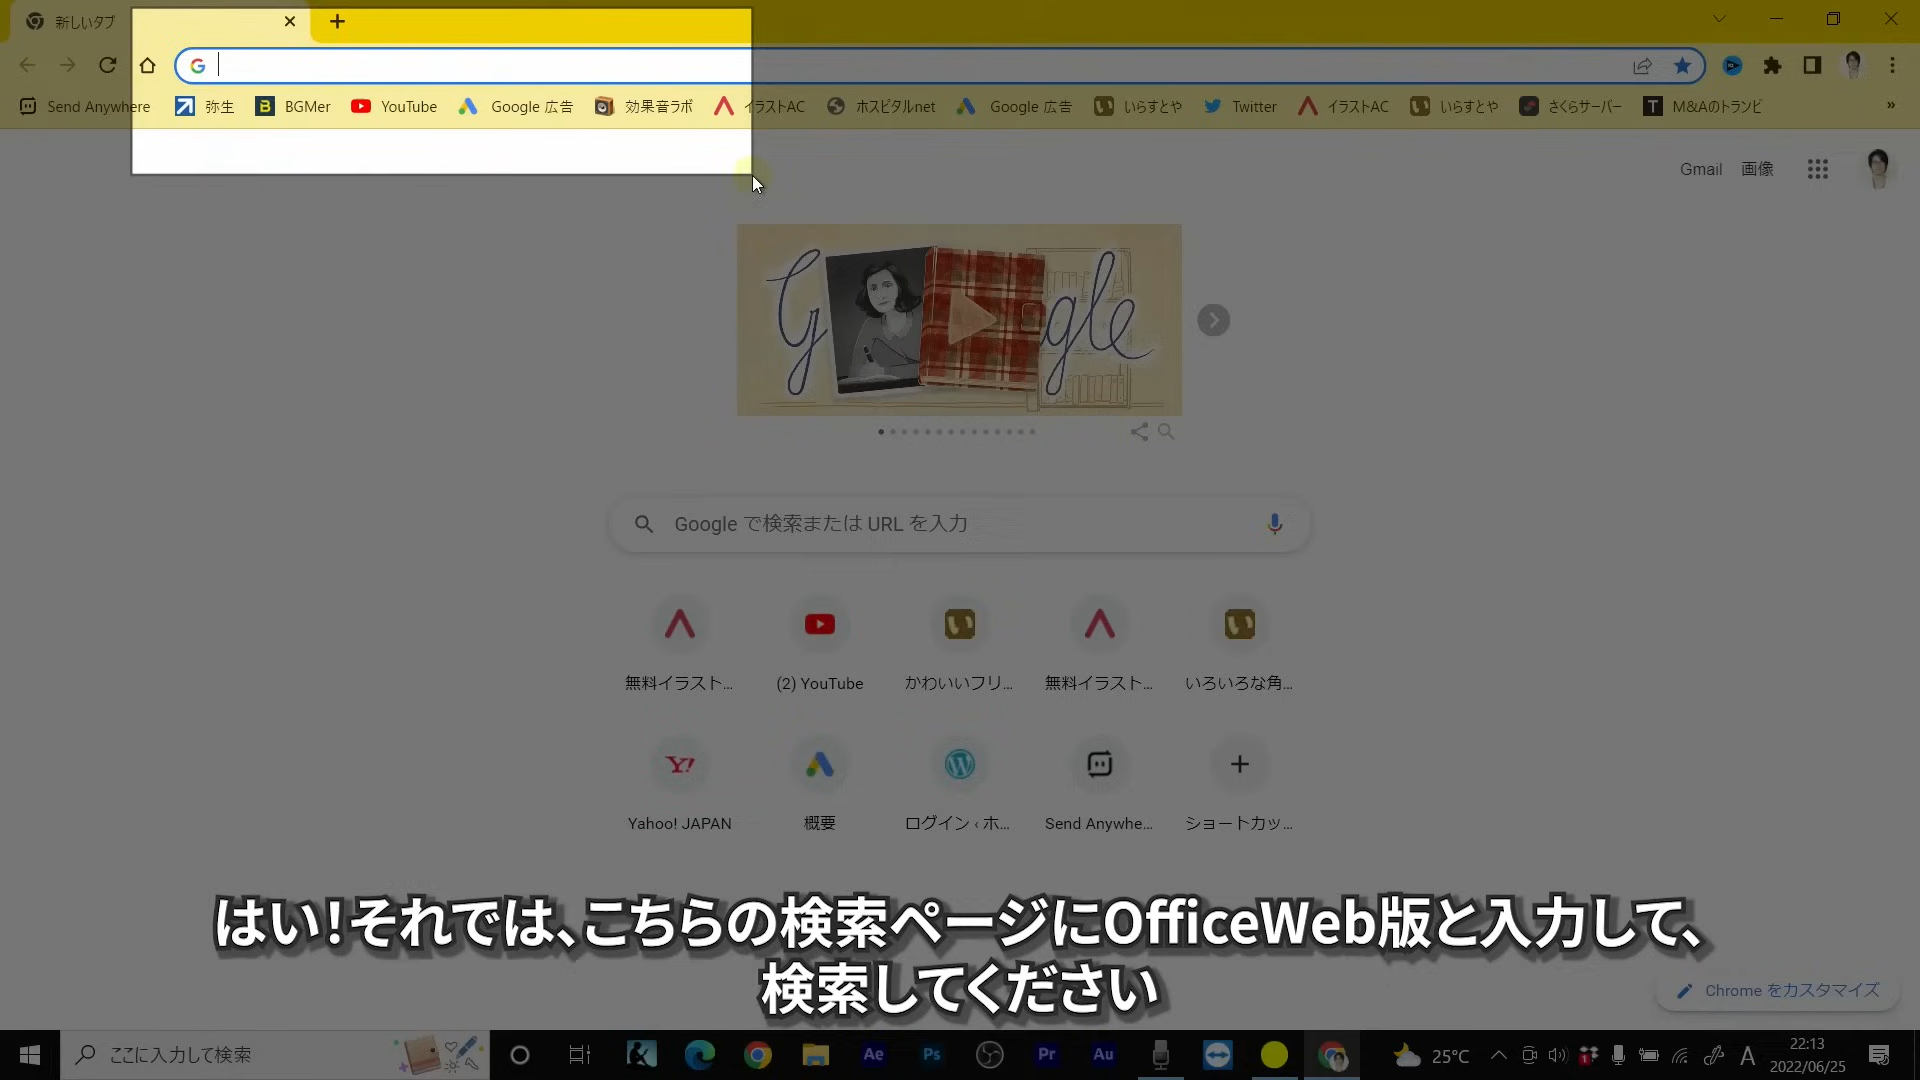 新しいタブ
Send Anywhere 弥生 BGMer YouTube Google 広告 効果音ラボ イラストAC ホスピタルnet Google 広告 いらすとや Twitter イラストAC いらすとや さくらサーバー M&Aのトランビ »
Gmail 画像
Google
Google で検索または URL を入力
無料イラスト... (2) YouTube かわいいフリ... 無料イラスト... いろいろな角...
Yahoo! JAPAN 概要 ログイン ‹ ホ... Send Anywhe... ショートカッ...
はい！それでは、こちらの検索ページにOfficeWeb版と入力して、
検索してください
Chrome をカスタマイズ
ここに入力して検索 Ae Ps Pr Au 25°C A 22:13
2022/06/25